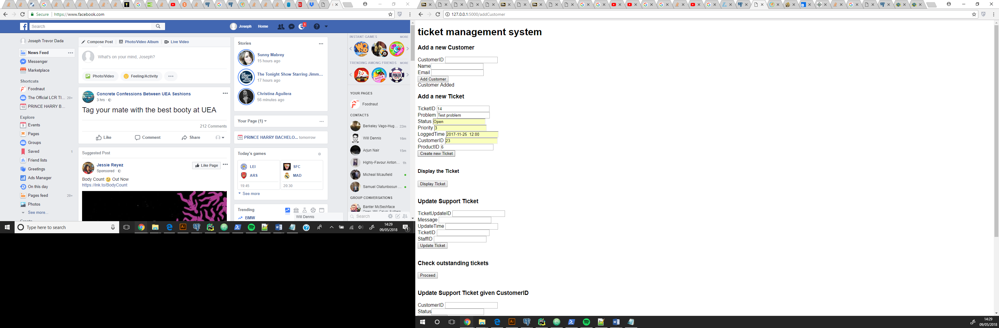 Secure https://www.facebook.com
Search
Joseph Home
1
Joseph Trevor Dada
News Feed
Messenger
Marketplace
Shortcuts
Foodnaut
The Official LCR TI... 20+
PRINCE HARRY B...
Explore
Events
Pages
Groups
Saved 1
Friend lists
Greetings
Ads Manager
On this day
Pages feed 20+
Photos
See more...
Compose Post Photo/Video Album Live Video
What's on your mind, Joseph?
Photo/Video Feeling/Activity
Concrete Confessions Between UEA Seshions
3 hrs
Tag your mate with the best booty at UEA
212 Comments
Like Comment Share
Suggested Post
Jessie Reyez
Sponsored
Like Page
Body Count 😉 Out Now
https://lnk.to/BodyCount
Stories
Sunny Mabrey
15 hours ago
The Tonight Show Starring Jimm...
17 hours ago
Christina Aguilera
56 minutes ago
Your Page (1)
PRINCE HARRY BACHELO... tomorrow
Today's games
LEI
ARS
19:45
SFC
MAD
20:30
See more
Trending
BMW
Will Dennis
INSTANT GAMES MORE
TRENDING AMONG FRIENDS MORE
YOUR PAGES
Foodnaut
CONTACTS
Berkeley Vago-Hug... 22m
Will Dennis 16m
Arjun Nair 15m
Highly-Favour Anton... 1h
Micheal Mcaufield
Samuel Olatunbosun ...
GROUP CONVERSATIONS
Banter McSeshface
Search
Type here to search
14:29
09/05/2018
127.0.0.1:5000/addCustomer
ticket management system
Add a new Customer
CustomerID
Name
Email
Add Customer
Customer Added
Add a new Ticket
TicketID 14
Problem Test problem
Status Open
Priority 3
LoggedTime 2017-11-25 12:00
CustomerID 23
ProductID 6
Create new Ticket
Display the Ticket
Display Ticket
Update Support Ticket
TicketUpdateID
Message
UpdateTime
TicketID
StaffID
Update Ticket
Check outstanding tickets
Proceed
Update Support Ticket given CustomerID
CustomerID
Status
14:29
09/05/2018